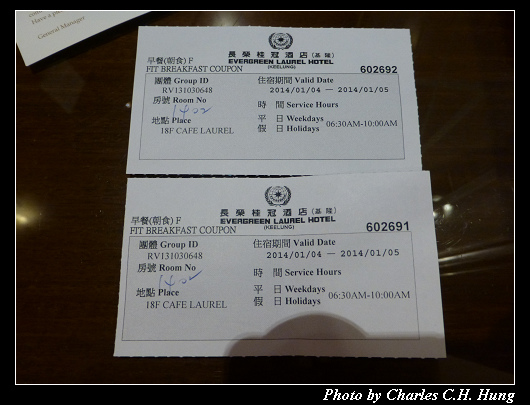 Have a p
General Manager
長榮桂冠酒店(基隆)
EVERGREEN LAUREL HOTEL
(KEELUNG)
早餐(朝食) F
FIT BREAKFAST COUPON
602692
團體 Group ID
RV131030648
房號 Room No
1402
地點 Place
18F CAFE LAUREL
住宿期間 Valid Date
2014/01/04 — 2014/01/05
時 間 Service Hours
平 日 Weekdays
06:30AM-10:00AM
假 日 Holidays
長榮桂冠酒店(基隆)
EVERGREEN LAUREL HOTEL
(KEELUNG)
早餐(朝食) F
FIT BREAKFAST COUPON
602691
團體 Group ID
RV131030648
房號 Room No
1402
地點 Place
18F CAFE LAUREL
住宿期間 Valid Date
2014/01/04 — 2014/01/05
時 間 Service Hours
平 日 Weekdays
06:30AM-10:00AM
假 日 Holidays
Photo by Charles C.H. Hung